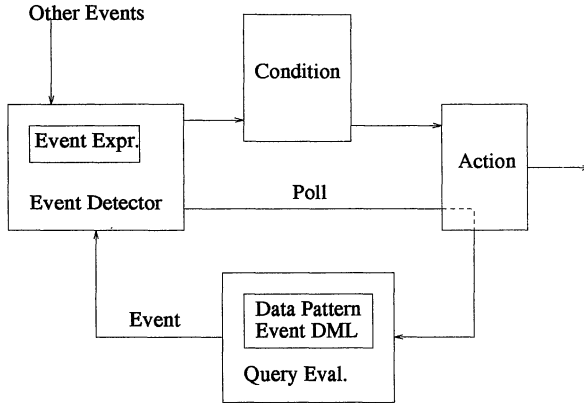 Other Events
Condition
Event Expr.
Event Detector
Action
Poll
Event
Data Pattern
Event DML
Query Eval.